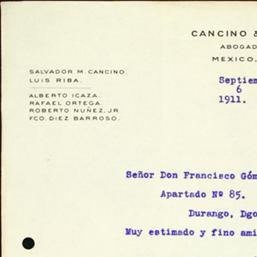 CANCINO &
ABOGAD
MEXICO,
SALVADOR M. CANCINO.
LUIS RIBA.
ALBERTO ICAZA.
RAFAEL ORTEGA.
ROBERTO NUÑEZ, JR.
FCO. DIEZ BARROSO.
Septiem
6
1911.
Señor Don Francisco Góm
Apartado Nº 85.
Durango, Dgo
Muy estimado y fino ami